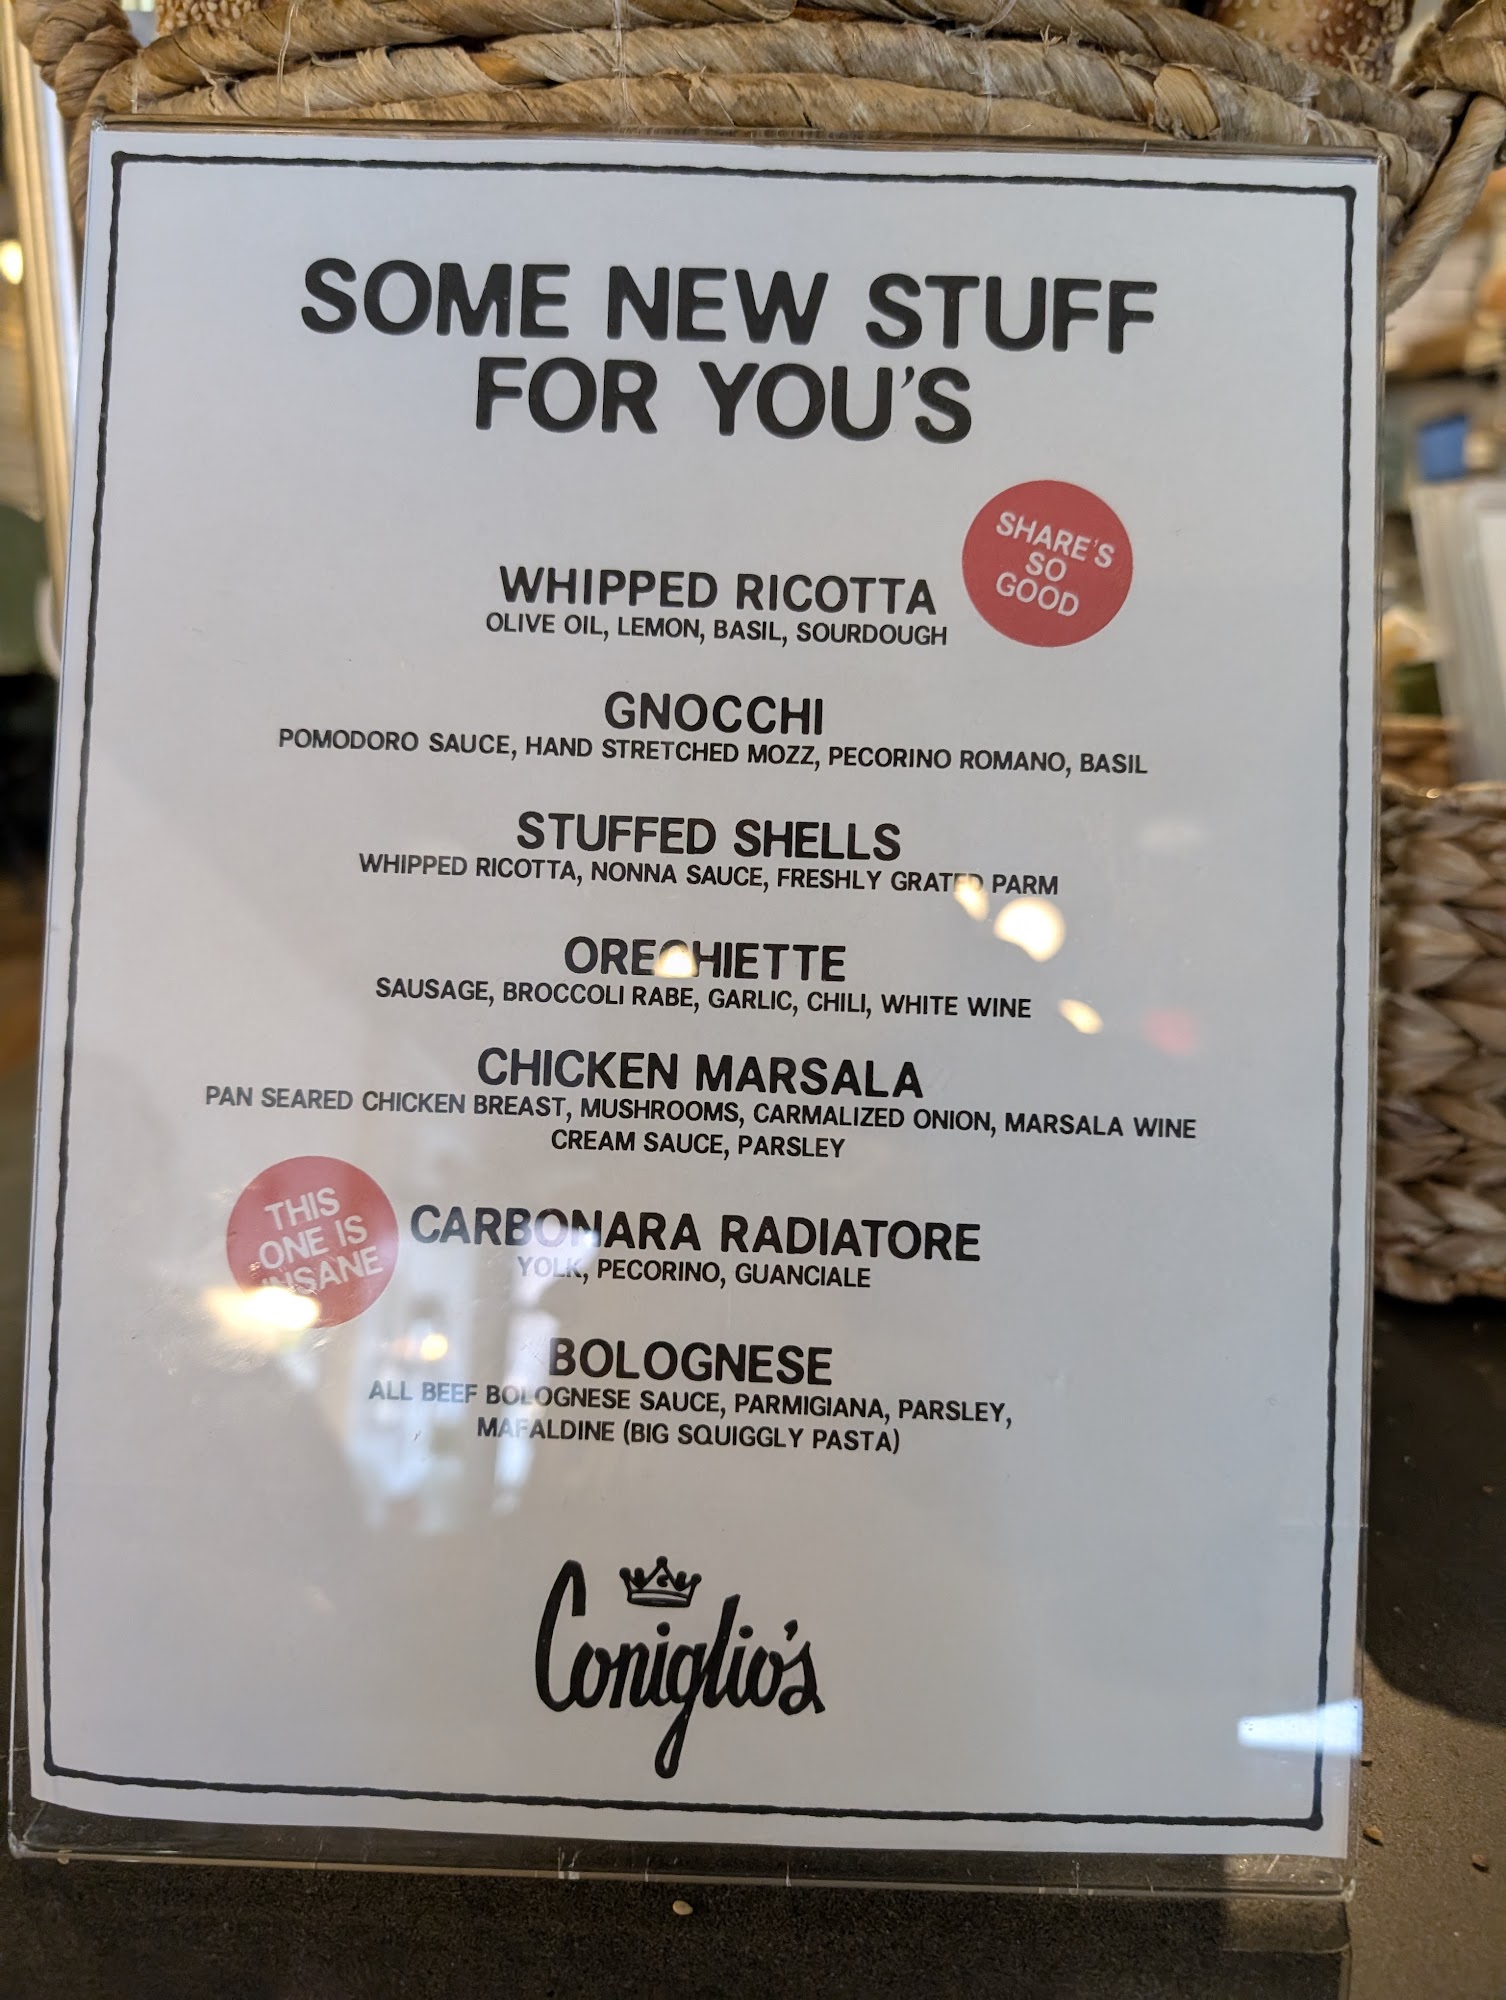 SOME NEW STUFF
FOR YOU'S
SHARE'S
SO
GOOD
WHIPPED RICOTTA
OLIVE OIL, LEMON, BASIL, SOURDOUGH
GNOCCHI
POMODORO SAUCE, HAND STRETCHED MOZZ, PECORINO ROMANO, BASIL
STUFFED SHELLS
WHIPPED RICOTTA, NONNA SAUCE, FRESHLY GRATED PARM
ORECHIETTE
SAUSAGE, BROCCOLI RABE, GARLIC, CHILI, WHITE WINE
CHICKEN MARSALA
PAN SEARED CHICKEN BREAST, MUSHROOMS, CARMALIZED ONION, MARSALA WINE
CREAM SAUCE, PARSLEY
THIS
ONE IS
INSANE
CARBONARA RADIATORE
YOLK, PECORINO, GUANCIALE
BOLOGNESE
ALL BEEF BOLOGNESE SAUCE, PARMIGIANA, PARSLEY,
MAFALDINE (BIG SQUIGGLY PASTA)
Coniglio's